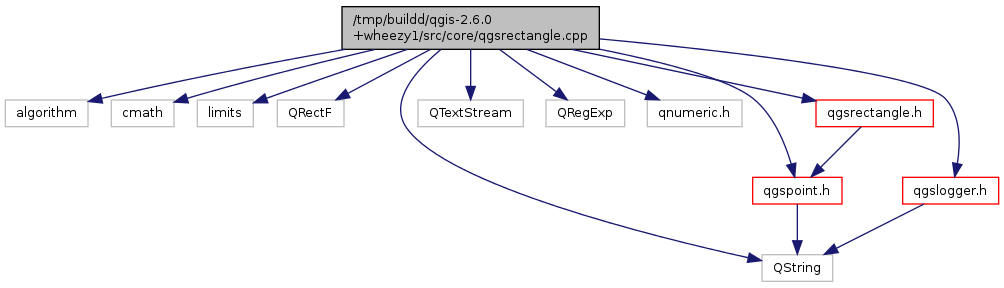 /tmp/buildd/qgis-2.6.0
+wheezy1/src/core/qgsrectangle.cpp
algorithm
cmath
limits
QRectF
QTextStream
QRegExp
qnumeric.h
qgsrectangle.h
qgspoint.h
qgslogger.h
QString